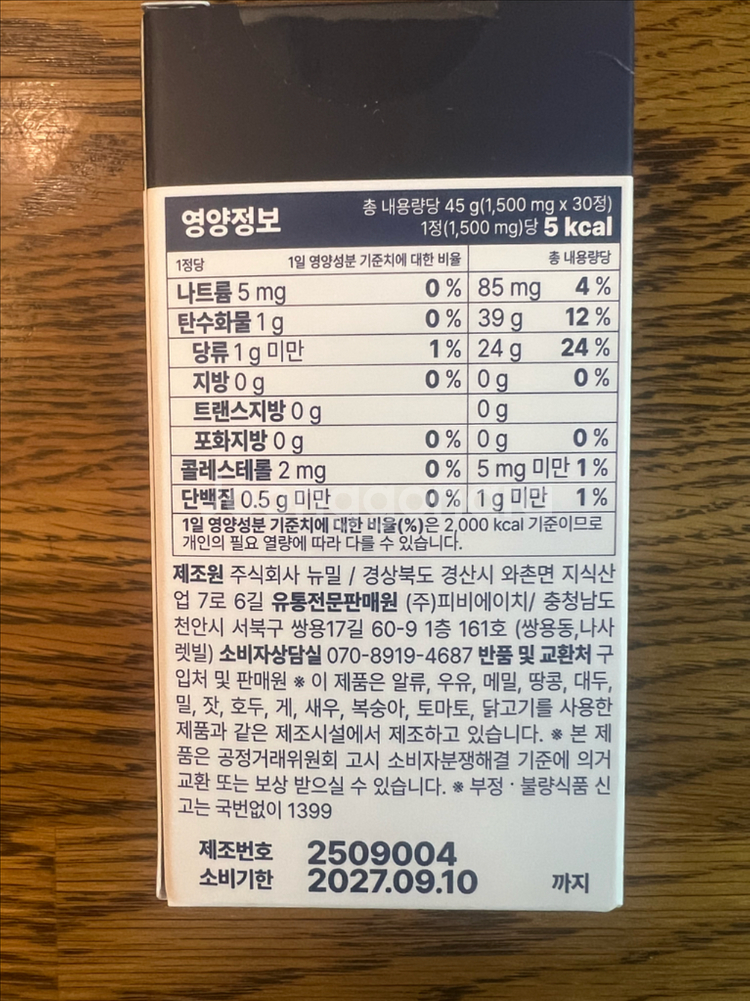 영양정보
총 내용량당 45 g(1,500 mg x 30정)
1정(1,500 mg)당 5 kcal
1정당 1일 영양성분 기준치에 대한 비율 총 내용량당
나트륨 5 mg 0 % 85 mg 4 %
탄수화물 1 g 0 % 39 g 12 %
당류 1 g 미만 1 % 24 g 24 %
지방 0 g 0 % 0 g 0 %
트랜스지방 0 g 0 g
포화지방 0 g 0 % 0 g 0 %
콜레스테롤 2 mg 0 % 5 mg 미만 1 %
단백질 0.5 g 미만 0 % 1 g 미만 1 %
1일 영양성분 기준치에 대한 비율(%)은 2,000 kcal 기준이므로
개인의 필요 열량에 따라 다를 수 있습니다.
제조원 주식회사 뉴밀 / 경상북도 경산시 와촌면 지식산
업 7로 6길 유통전문판매원 (주)피비에이치/ 충청남도
천안시 서북구 쌍용17길 60-9 1층 161호 (쌍용동,나사
렛빌) 소비자상담실 070-8919-4687 반품 및 교환처 구
입처 및 판매원 ※ 이 제품은 알류, 우유, 메밀, 땅콩, 대두,
밀, 잣, 호두, 게, 새우, 복숭아, 토마토, 닭고기를 사용한
제품과 같은 제조시설에서 제조하고 있습니다. ※ 본 제
품은 공정거래위원회 고시 소비자분쟁해결 기준에 의거
교환 또는 보상 받으실 수 있습니다. ※ 부정 · 불량식품 신
고는 국번없이 1399
제조번호 2509004
소비기한 2027.09.10 까지